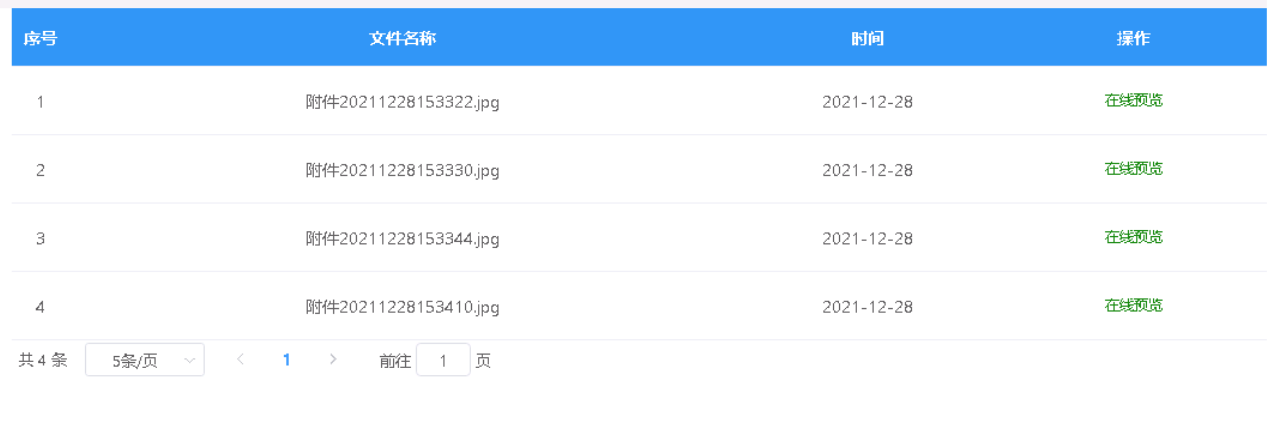 序号 文件名称 时间 操作
1 附件20211228153322.jpg 2021-12-28 在线预览
2 附件20211228153330.jpg 2021-12-28 在线预览
3 附件20211228153344.jpg 2021-12-28 在线预览
4 附件20211228153410.jpg 2021-12-28 在线预览
共 4 条 5条/页 1 前往 1 页